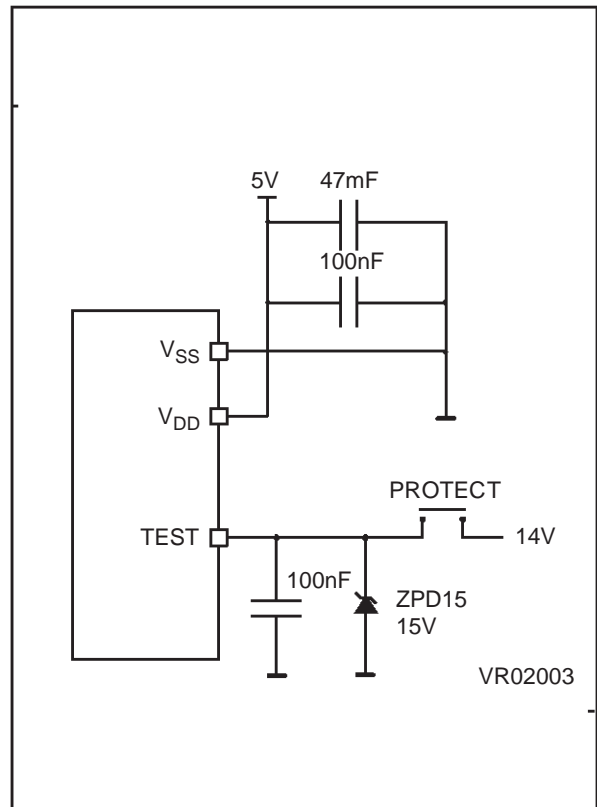 5V 47mF
100nF
VSS
VDD
PROTECT
TEST 14V
100nF
ZPD15
15V
VR02003